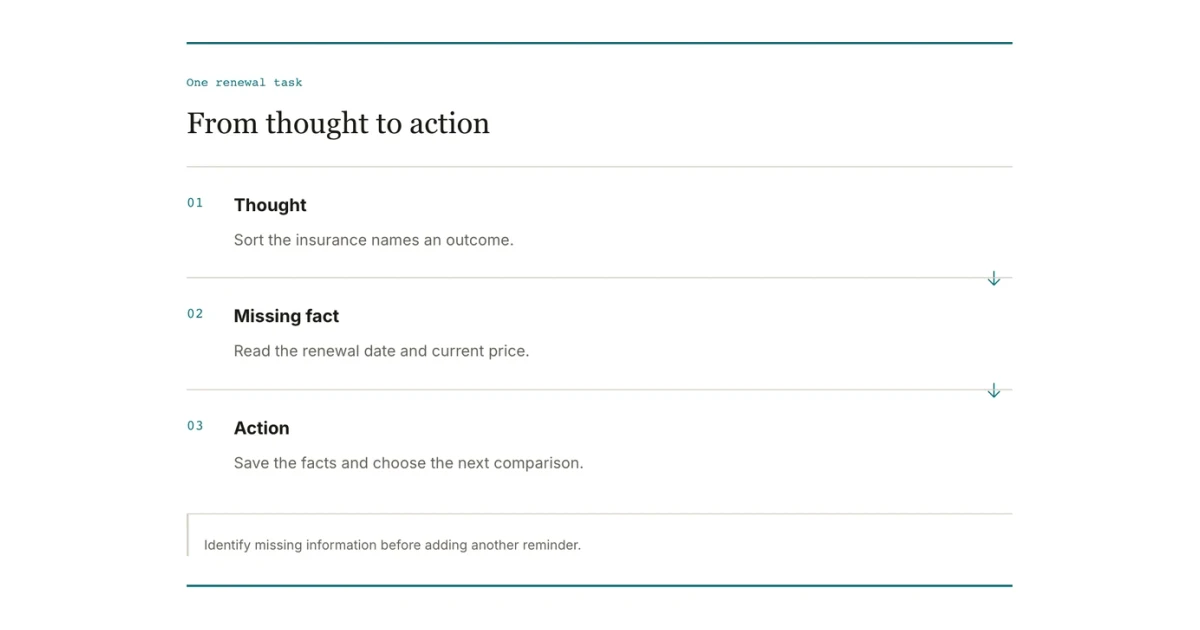 One renewal task
From thought to action
01
Thought
Sort the insurance names an outcome.
02
Missing fact
Read the renewal date and current price.
03
Action
Save the facts and choose the next comparison.
Identify missing information before adding another reminder.